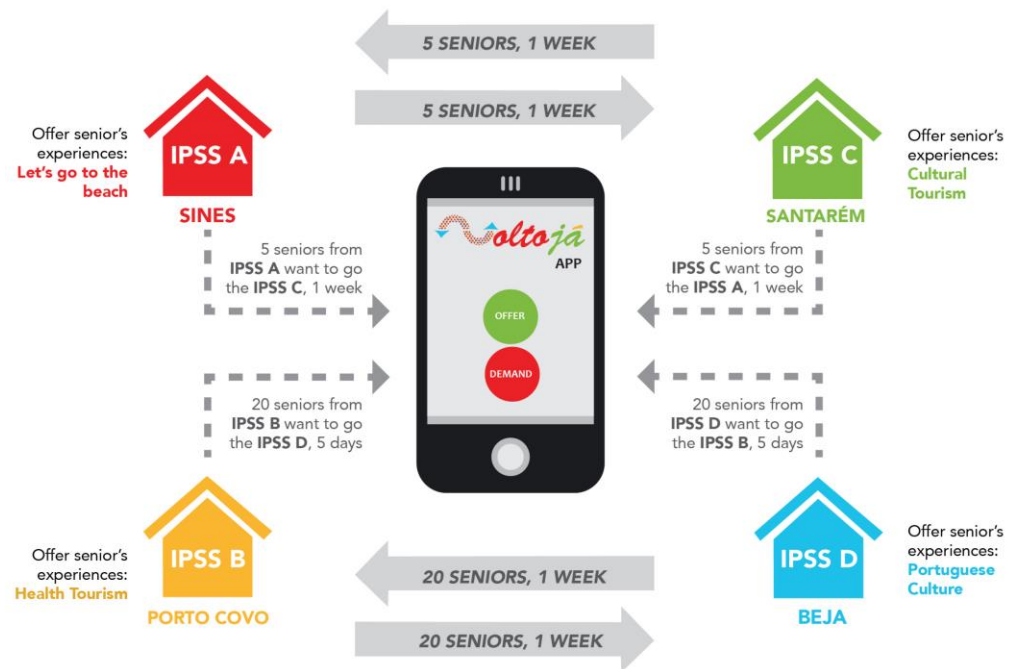 5 SENIORS, 1 WEEK
5 SENIORS, 1 WEEK
Offer senior's
experiences:
Let's go to the
beach
IPSS A
SINES
IPSS C
SANTARÉM
Offer senior's
experiences:
Cultural
Tourism
5 seniors from
IPSS A want to go
the IPSS C, 1 week
Voltojá
APP
OFFER
DEMAND
5 seniors from
IPSS C want to go
the IPSS A, 1 week
20 seniors from
IPSS B want to go
the IPSS D, 5 days
20 seniors from
IPSS D want to go
the IPSS B, 5 days
Offer senior's
experiences:
Health Tourism
IPSS B
PORTO COVO
IPSS D
BEJA
Offer senior's
experiences:
Portuguese
Culture
20 SENIORS, 1 WEEK
20 SENIORS, 1 WEEK